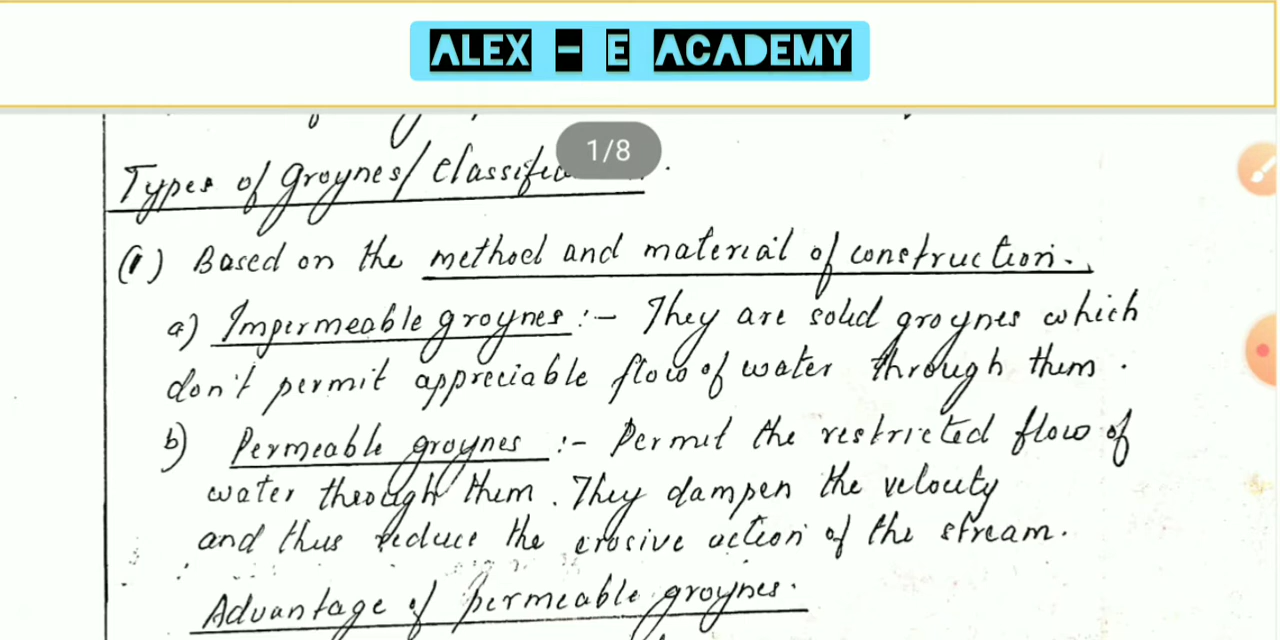 ALEX - E ACADEMY
1/8
Types of groynes/
(1) Based on the method and material of construction.
a) Impermeable groynes :- They are solid groynes which
don't permit appreciable flow of water through them.
b) Permeable groynes :- Permit the restricted flow of
water through them. They dampen the velocity
and thus reduce the erosive action of the stream.
Advantage of permeable groynes.